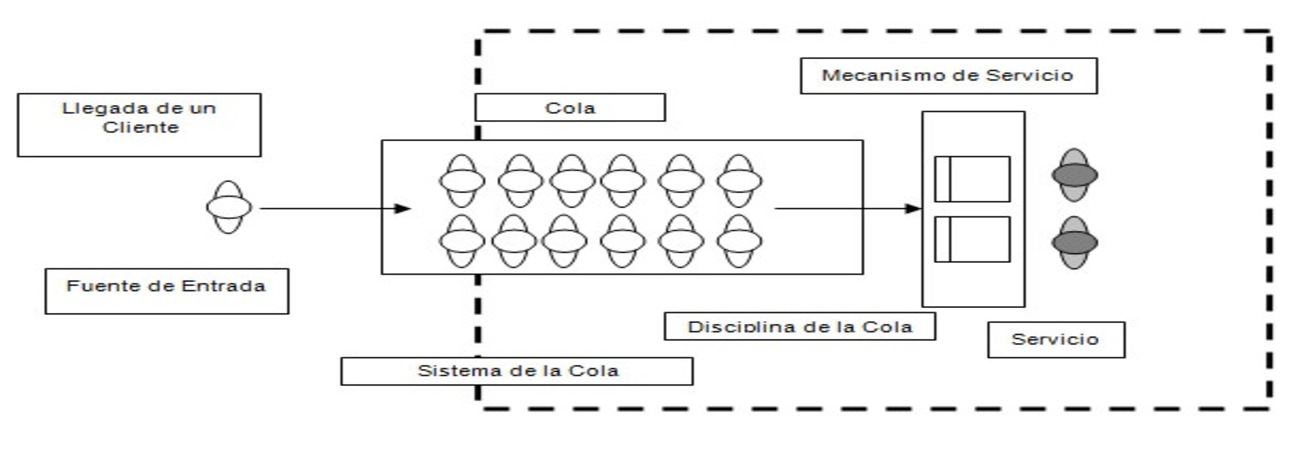 Mecanismo de Servicio
Llegada de un
Cliente
Cola
Fuente de Entrada
Disciplina de la Cola
Servicio
Sistema de la Cola